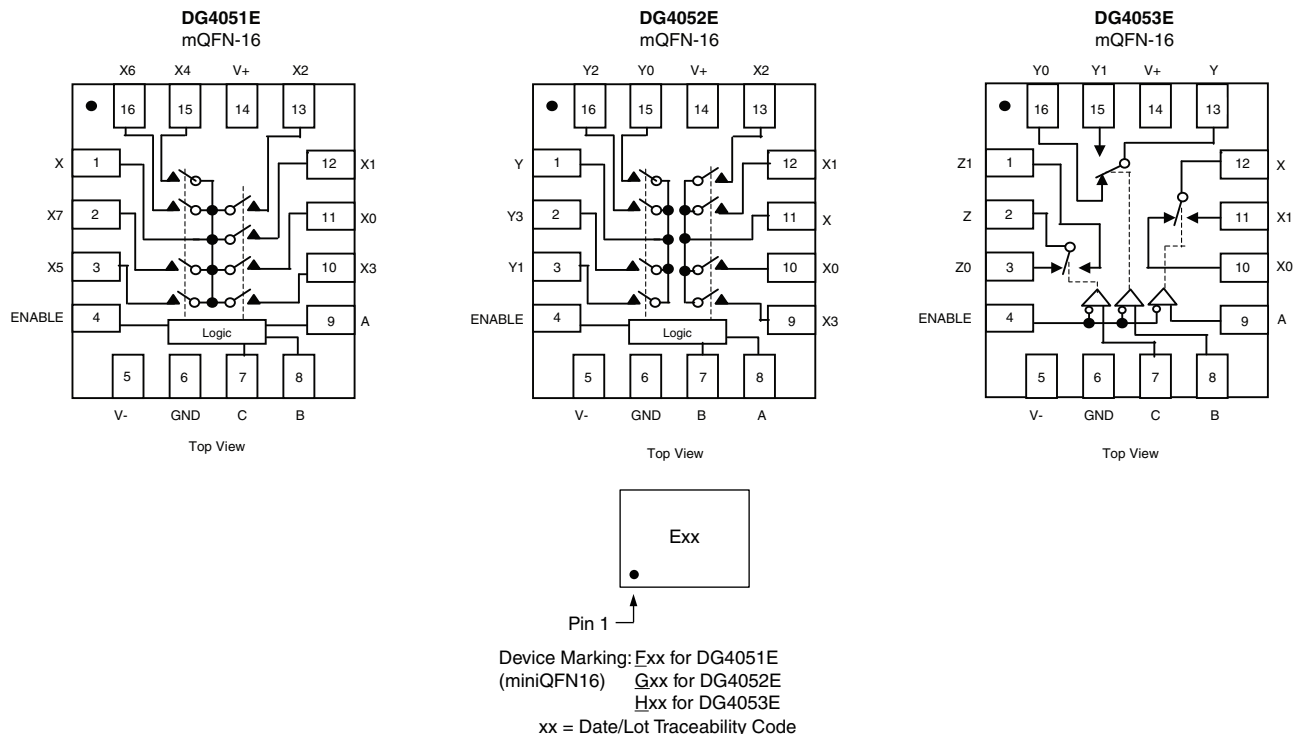 DG4051E
mQFN-16
X6 X4 V+ X2
16 15 14 13
X 1 12 X1
X7 2 11 X0
X5 3 10 X3
ENABLE 4 9 A
Logic
5 6 7 8
V- GND C B
Top View
DG4052E
mQFN-16
Y2 Y0 V+ X2
16 15 14 13
Y 1 12 X1
Y3 2 11 X
Y1 3 10 X0
ENABLE 4 9 X3
Logic
5 6 7 8
V- GND B A
Top View
DG4053E
mQFN-16
Y0 Y1 V+ Y
16 15 14 13
Z1 1 12 X
Z 2 11 X1
Z0 3 10 X0
ENABLE 4 9 A
5 6 7 8
V- GND C B
Top View
Exx
Pin 1
Device Marking: Fxx for DG4051E
(miniQFN16) Gxx for DG4052E
Hxx for DG4053E
xx = Date/Lot Traceability Code